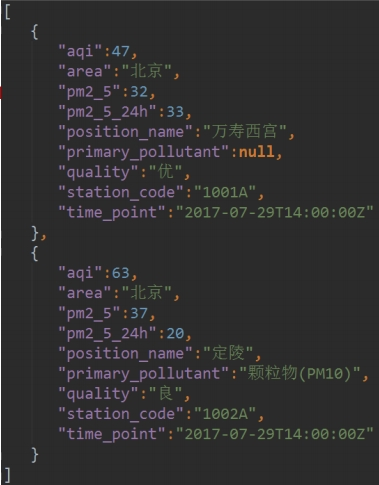 [
{
"aqi":47,
"area":"北京",
"pm2_5":32,
"pm2_5_24h":33,
"position_name":"万寿西宫",
"primary_pollutant":null,
"quality":"优",
"station_code":"1001A",
"time_point":"2017-07-29T14:00:00Z"
},
{
"aqi":63,
"area":"北京",
"pm2_5":37,
"pm2_5_24h":20,
"position_name":"定陵",
"primary_pollutant":"颗粒物(PM10)",
"quality":"良",
"station_code":"1002A",
"time_point":"2017-07-29T14:00:00Z"
}
]